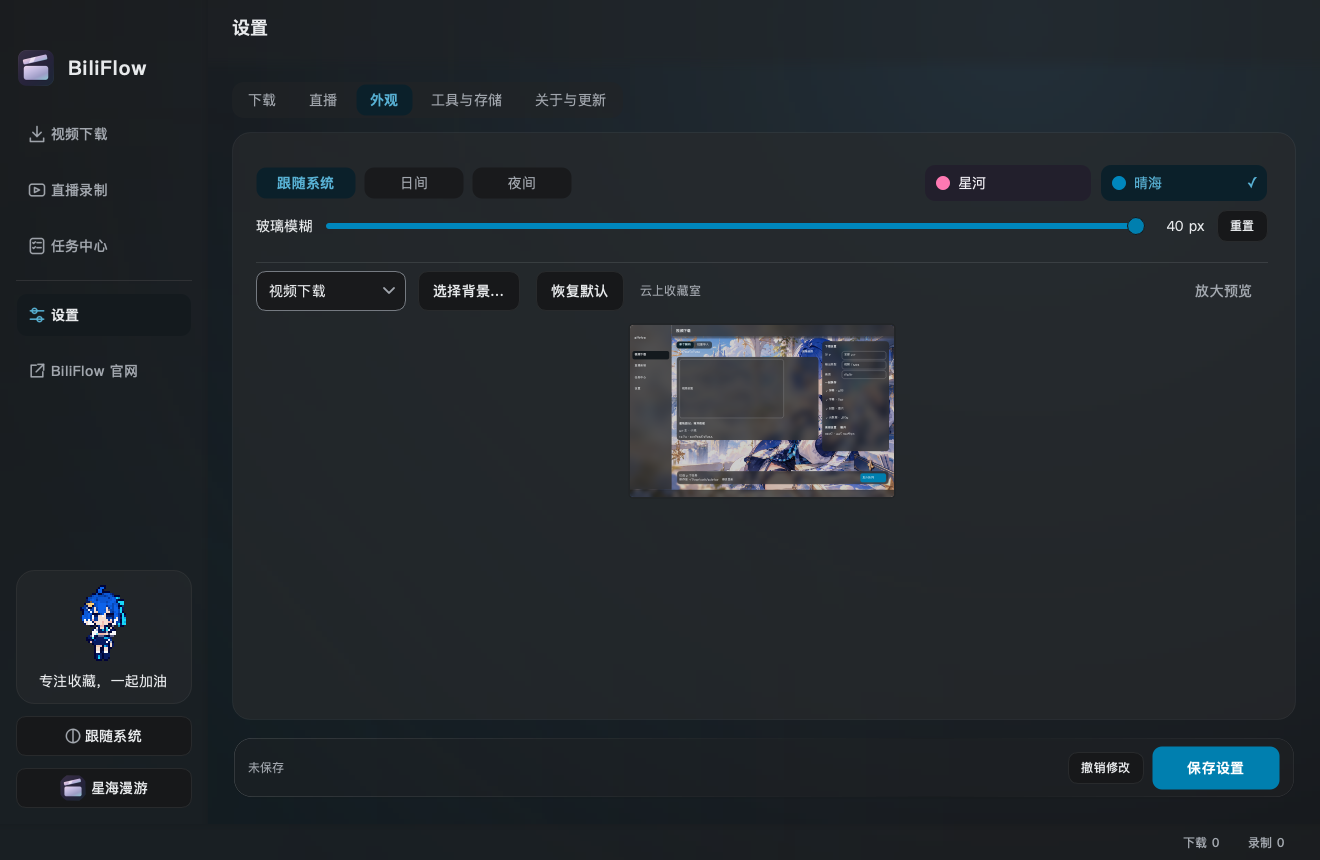 设置
BiliFlow
视频下载
直播录制
任务中心
设置
BiliFlow 官网
专注收藏，一起加油
跟随系统
星海漫游
下载 直播 外观 工具与存储 关于与更新
跟随系统 日间 夜间 星河 晴海
玻璃模糊 40 px 重置
视频下载 选择背景... 恢复默认 云上收藏室 放大预览
未保存 撤销修改 保存设置
下载 0 录制 0